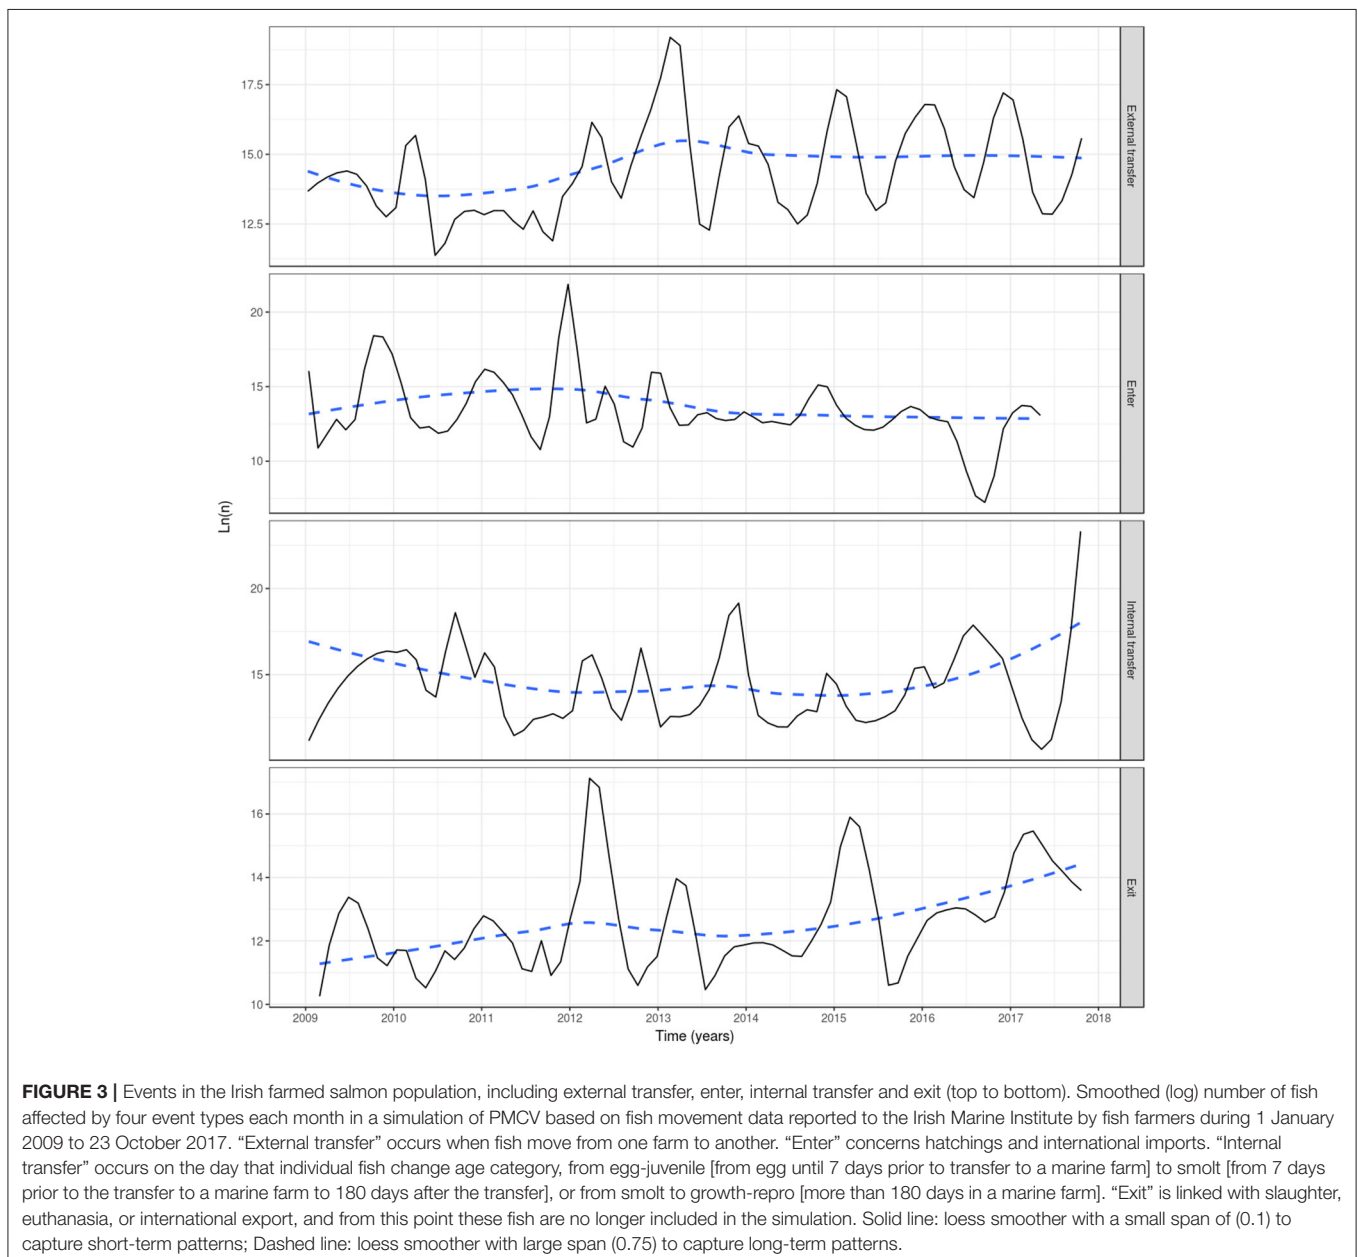 17.5
15.0
12.5
External transfer
20
15
10
Enter
Ln(n)
20
15
Internal transfer
16
14
12
10
Exit
2009 2010 2011 2012 2013 2014 2015 2016 2017 2018
Time (years)
FIGURE 3 | Events in the Irish farmed salmon population, including external transfer, enter, internal transfer and exit (top to bottom). Smoothed (log) number of fish
affected by four event types each month in a simulation of PMCV based on fish movement data reported to the Irish Marine Institute by fish farmers during 1 January
2009 to 23 October 2017. “External transfer” occurs when fish move from one farm to another. “Enter” concerns hatchings and international imports. “Internal
transfer” occurs on the day that individual fish change age category, from egg-juvenile [from egg until 7 days prior to transfer to a marine farm] to smolt [from 7 days
prior to the transfer to a marine farm to 180 days after the transfer], or from smolt to growth-repro [more than 180 days in a marine farm]. “Exit” is linked with slaughter,
euthanasia, or international export, and from this point these fish are no longer included in the simulation. Solid line: loess smoother with a small span of (0.1) to
capture short-term patterns; Dashed line: loess smoother with large span (0.75) to capture long-term patterns.